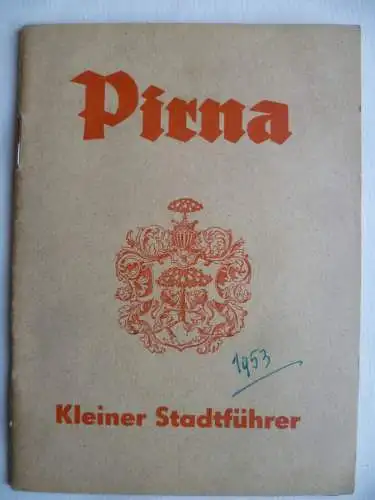 Pirna
1953
Kleiner Stadtführer